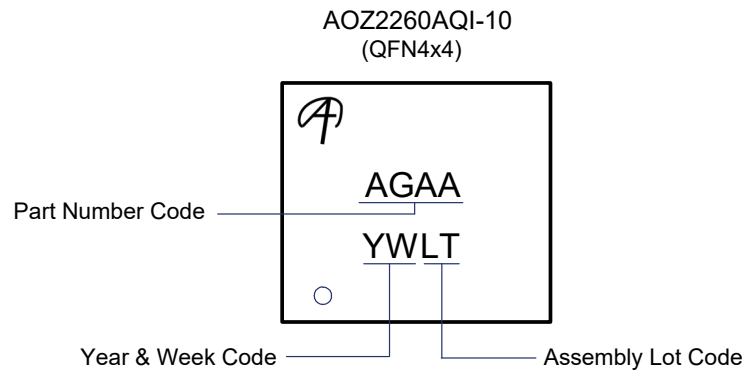 AOZ2260AQI-10
(QFN4x4)
AGAA
Part Number Code
YWLT
Year & Week Code
Assembly Lot Code